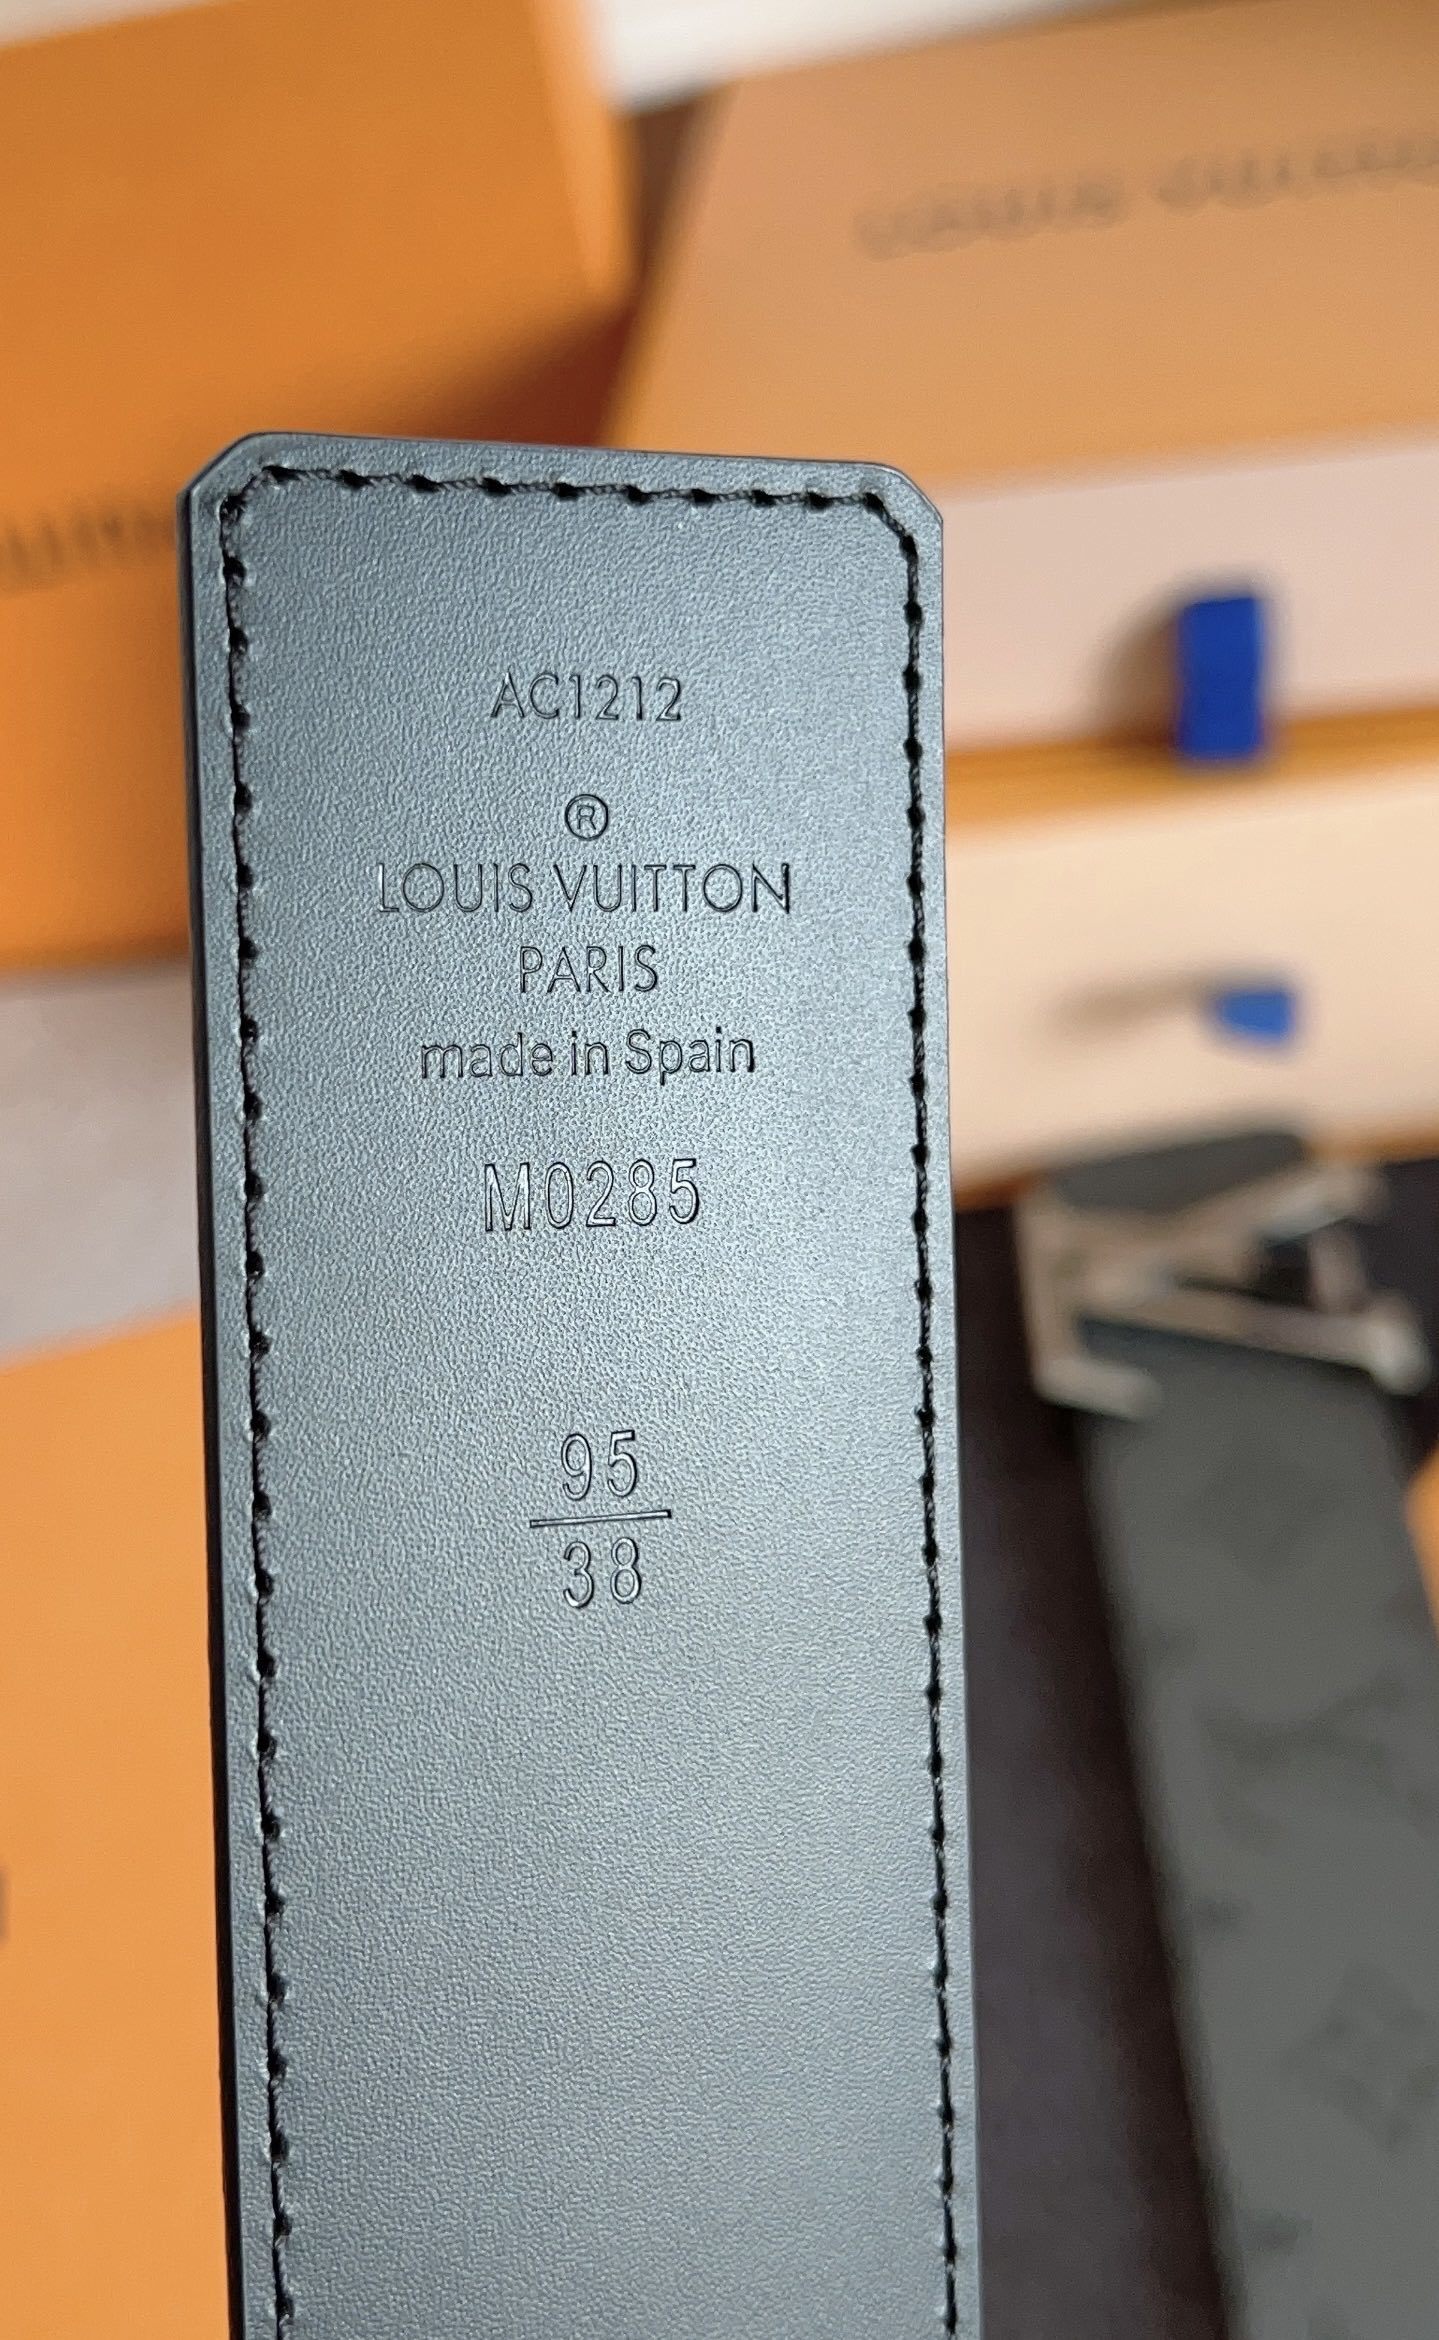 AC1212
®
LOUIS VUITTON
PARIS
made in Spain
M0285
95
38